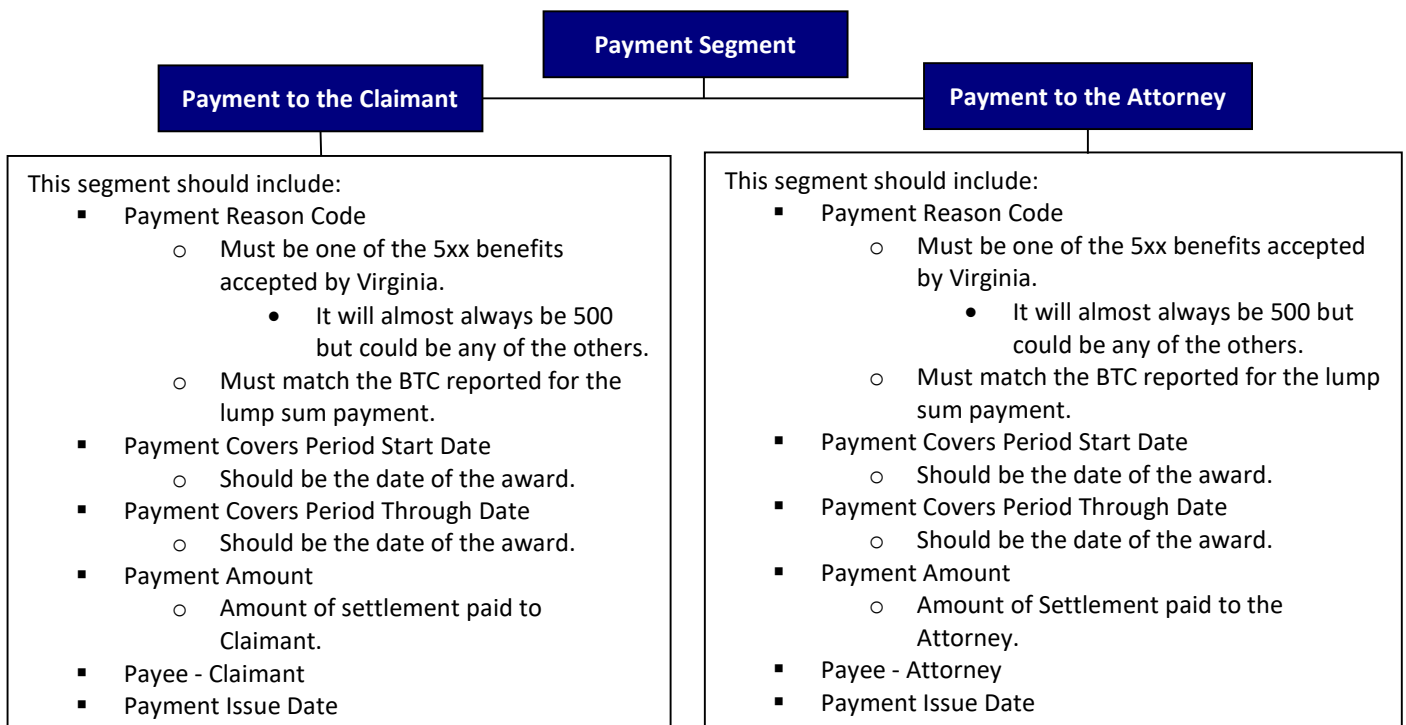 Payment Segment
Payment to the Claimant
Payment to the Attorney
This segment should include:
▪ Payment Reason Code
o Must be one of the 5xx benefits
accepted by Virginia.
• It will almost always be 500
but could be any of the others.
o Must match the BTC reported for the
lump sum payment.
▪ Payment Covers Period Start Date
o Should be the date of the award.
▪ Payment Covers Period Through Date
o Should be the date of the award.
▪ Payment Amount
o Amount of settlement paid to
Claimant.
▪ Payee - Claimant
▪ Payment Issue Date
This segment should include:
▪ Payment Reason Code
o Must be one of the 5xx benefits accepted
by Virginia.
• It will almost always be 500 but
could be any of the others.
o Must match the BTC reported for the lump
sum payment.
▪ Payment Covers Period Start Date
o Should be the date of the award.
▪ Payment Covers Period Through Date
o Should be the date of the award.
▪ Payment Amount
o Amount of Settlement paid to the
Attorney.
▪ Payee - Attorney
▪ Payment Issue Date